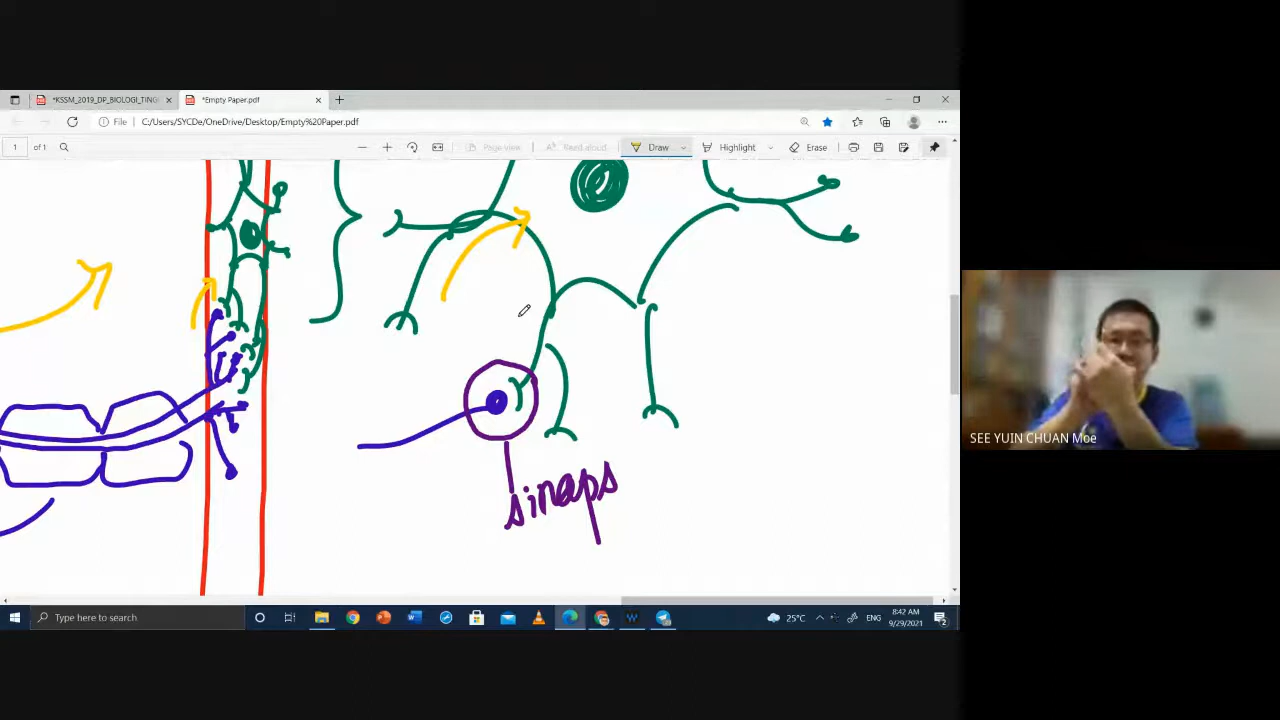 *KSSM_2019_DP_BIOLOGI_TING
*Empty Paper.pdf
File
C:/Users/SYCDe/OneDrive/Desktop/Empty%20Paper.pdf
1
of 1
Page view
Read aloud
Draw
Highlight
Erase
SEE YUIN CHUAN Moe
sinaps
Type here to search
25°C
ENG
8:42 AM
9/29/2021
2